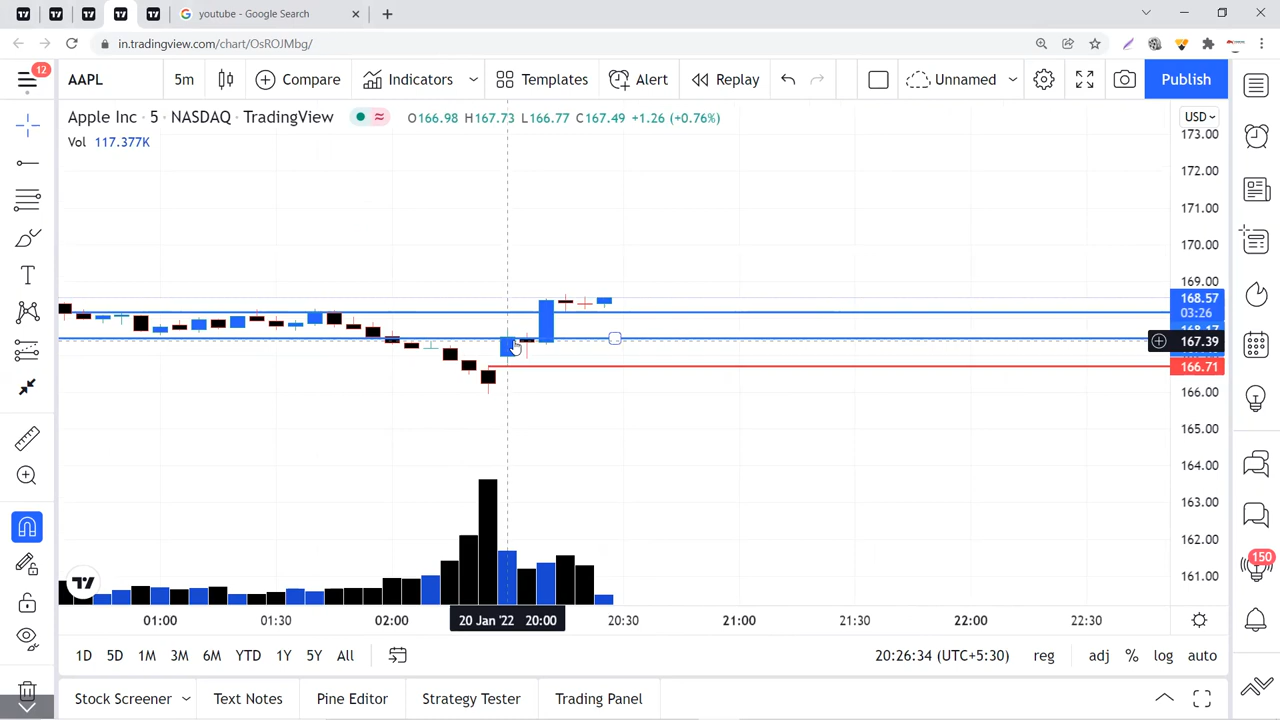 youtube - Google Search
in.tradingview.com/chart/OsROJMbg/
12
AAPL
5m
Compare
Indicators
Templates
Alert
Replay
Unnamed
Publish
Apple Inc · 5 · NASDAQ · TradingView
O166.98 H167.73 L166.77 C167.49 +1.26 (+0.76%)
USD
Vol 117.377K
173.00
172.00
171.00
170.00
169.00
168.57
03:26
168.17
167.39
166.71
166.00
165.00
164.00
163.00
162.00
161.00
150
01:00
01:30
02:00
20 Jan '22 20:00
20:30
21:00
21:30
22:00
22:30
1D
5D
1M
3M
6M
YTD
1Y
5Y
All
20:26:34 (UTC+5:30)
reg
adj
%
log
auto
Stock Screener
Text Notes
Pine Editor
Strategy Tester
Trading Panel